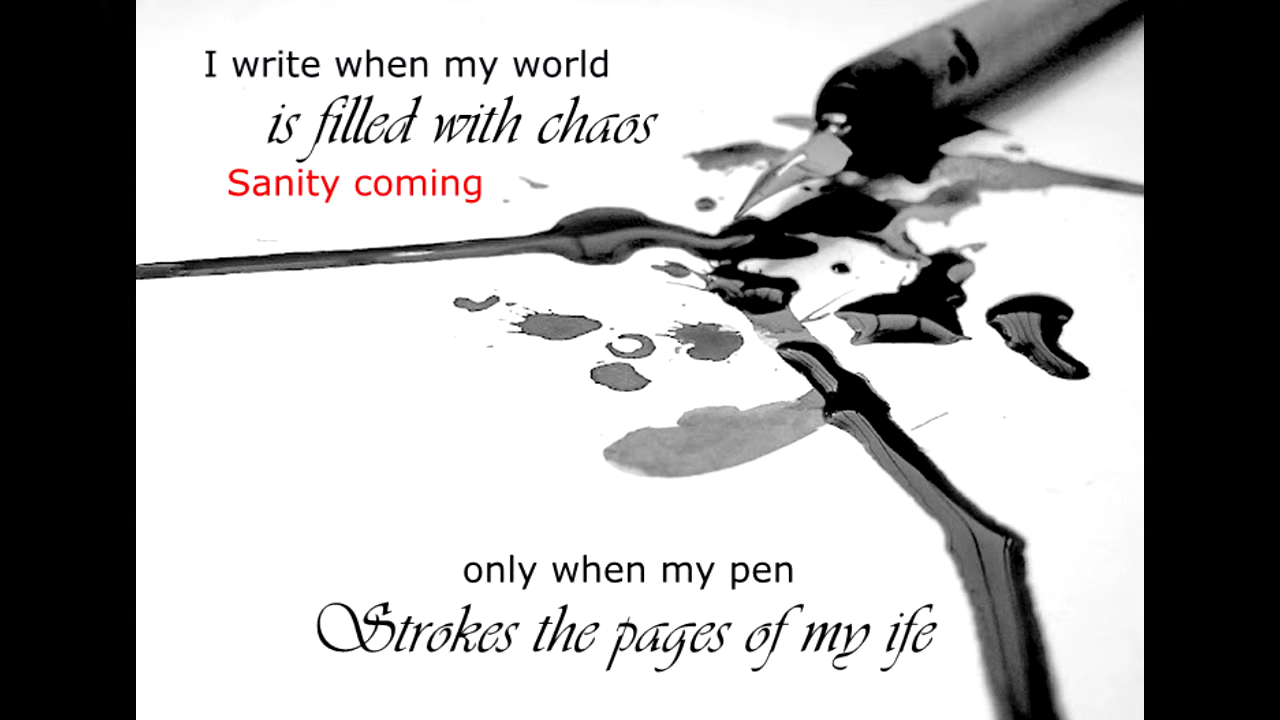 I write when my world
is filled with chaos
Sanity coming
only when my pen
Strokes the pages of my ife